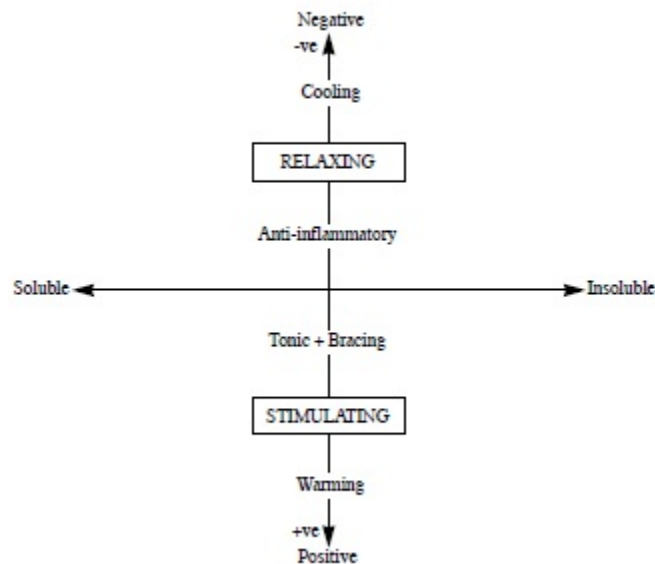 Negative
-ve
Cooling
RELAXING
Anti-inflammatory
Soluble
Insoluble
Tonic + Bracing
STIMULATING
Warming
+ve
Positive